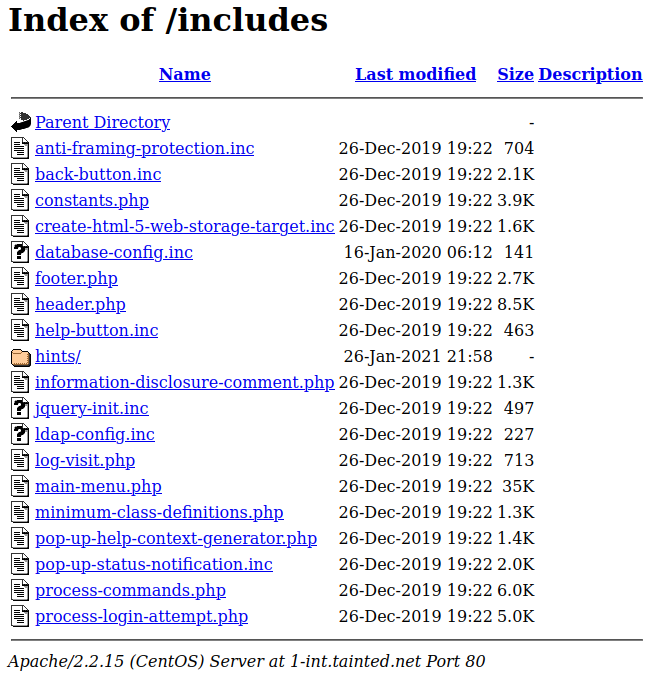 Index of /includes
Name Last modified Size Description
Parent Directory -
anti-framing-protection.inc 26-Dec-2019 19:22 704
back-button.inc 26-Dec-2019 19:22 2.1K
constants.php 26-Dec-2019 19:22 3.9K
create-html-5-web-storage-target.inc 26-Dec-2019 19:22 1.6K
database-config.inc 16-Jan-2020 06:12 141
footer.php 26-Dec-2019 19:22 2.7K
header.php 26-Dec-2019 19:22 8.5K
help-button.inc 26-Dec-2019 19:22 463
hints/ 26-Jan-2021 21:58 -
information-disclosure-comment.php 26-Dec-2019 19:22 1.3K
jquery-init.inc 26-Dec-2019 19:22 497
ldap-config.inc 26-Dec-2019 19:22 227
log-visit.php 26-Dec-2019 19:22 713
main-menu.php 26-Dec-2019 19:22 35K
minimum-class-definitions.php 26-Dec-2019 19:22 1.3K
pop-up-help-context-generator.php 26-Dec-2019 19:22 1.4K
pop-up-status-notification.inc 26-Dec-2019 19:22 2.0K
process-commands.php 26-Dec-2019 19:22 6.0K
process-login-attempt.php 26-Dec-2019 19:22 5.0K
Apache/2.2.15 (CentOS) Server at 1-int.tainted.net Port 80